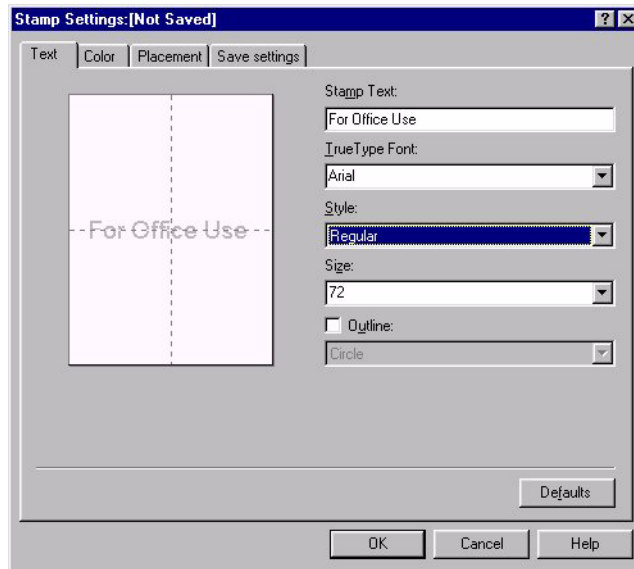 Stamp Settings:[Not Saved]
Text Color Placement Save settings
Stamp Text:
For Office Use
TrueType Font:
Arial
Style:
Regular
Size:
72
Outline:
Circle
For Office Use
Defaults
OK Cancel Help